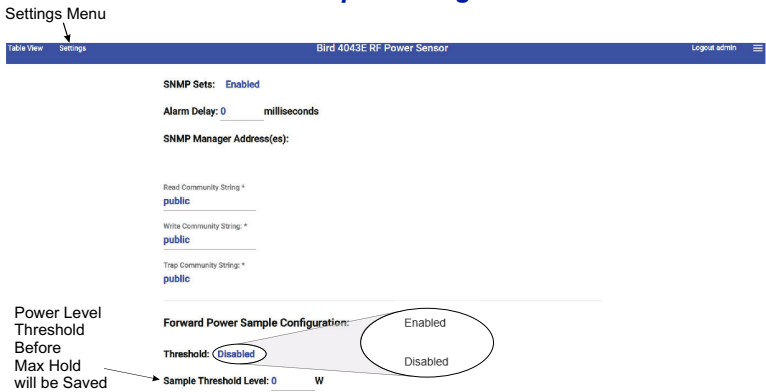 Settings Menu
Table View Settings Bird 4043E RF Power Sensor Logout admin
SNMP Sets: Enabled
Alarm Delay: 0 milliseconds
SNMP Manager Address(es):
Read Community String *
public
Write Community String: *
public
Trap Community String: *
public
Forward Power Sample Configuration:
Enabled
Disabled
Threshold: Disabled
Sample Threshold Level: 0 W
Power Level
Threshold
Before
Max Hold
will be Saved